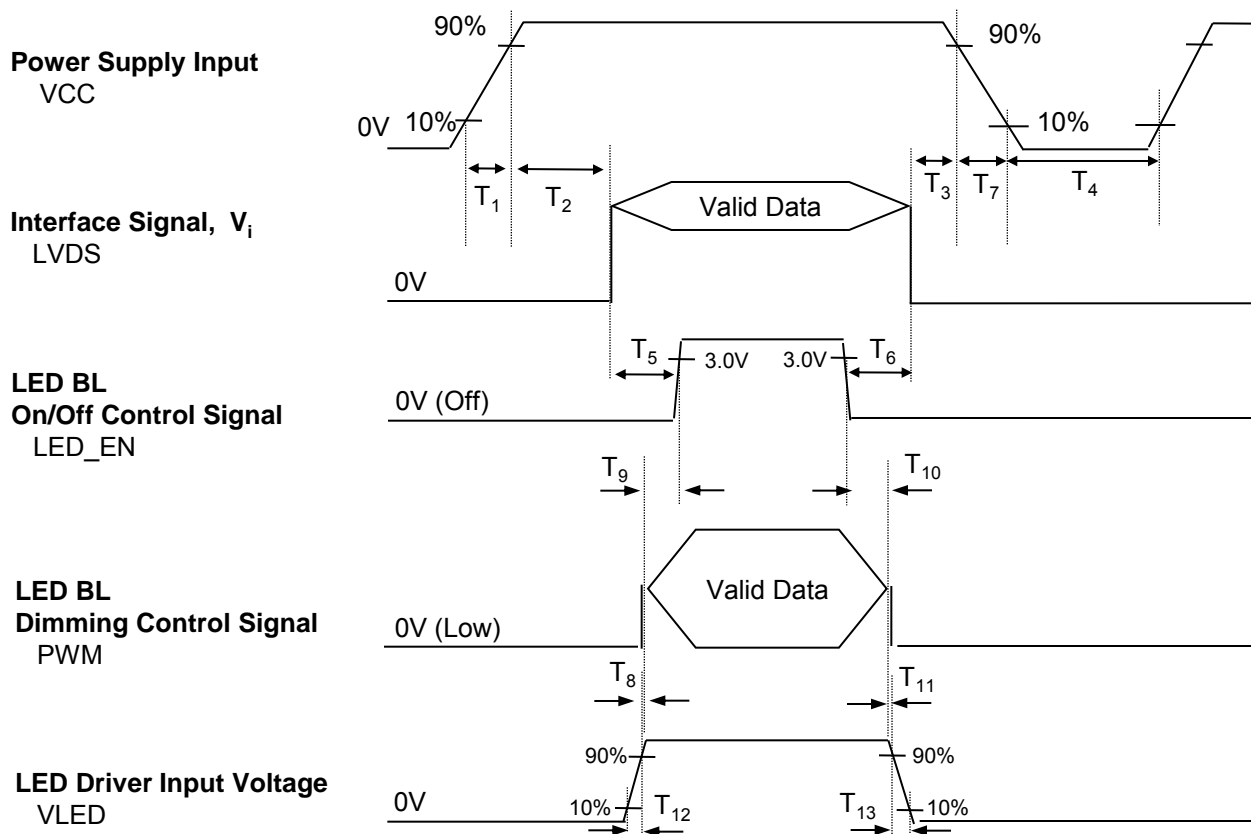 90%
90%
Power Supply Input
VCC
0V
10%
10%
T1
T2
T3
T7
T4
Interface Signal, Vi
LVDS
Valid Data
0V
T5
3.0V
3.0V
T6
LED BL
On/Off Control Signal
LED_EN
0V (Off)
T9
T10
LED BL
Dimming Control Signal
PWM
Valid Data
0V (Low)
T8
T11
90%
90%
LED Driver Input Voltage
VLED
0V
10%
T12
T13
10%